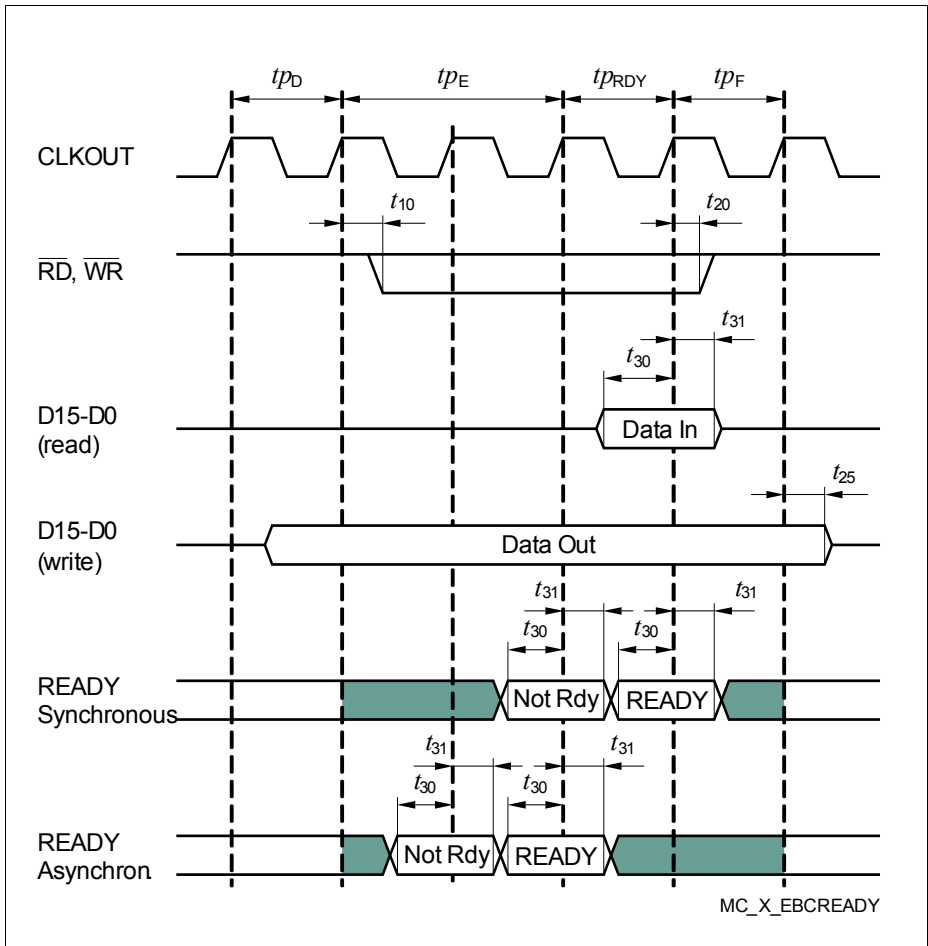 tpD tpE tpRDY tpF
CLKOUT
t10 t20
RD, WR
t31
t30
D15-D0
(read)
Data In
t25
D15-D0
(write)
Data Out
t31 t31
t30 t30
READY
Synchronous
Not Rdy READY
t31 t31
t30 t30
READY
Asynchron.
Not Rdy READY
MC_X_EBCREADY